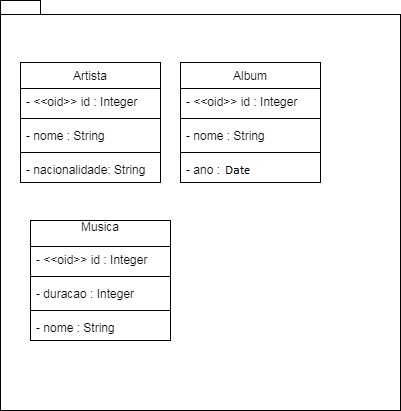 Artista
- <<oid>> id : Integer
- nome : String
- nacionalidade: String
Album
- <<oid>> id : Integer
- nome : String
- ano : Date
Musica
- <<oid>> id : Integer
- duracao : Integer
- nome : String